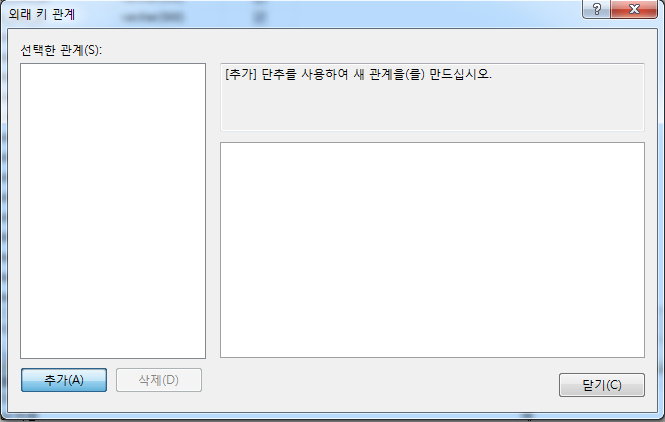 외래 키 관계
선택한 관계(S):
[추가] 단추를 사용하여 새 관계을(를) 만드십시오.
추가(A)
삭제(D)
닫기(C)